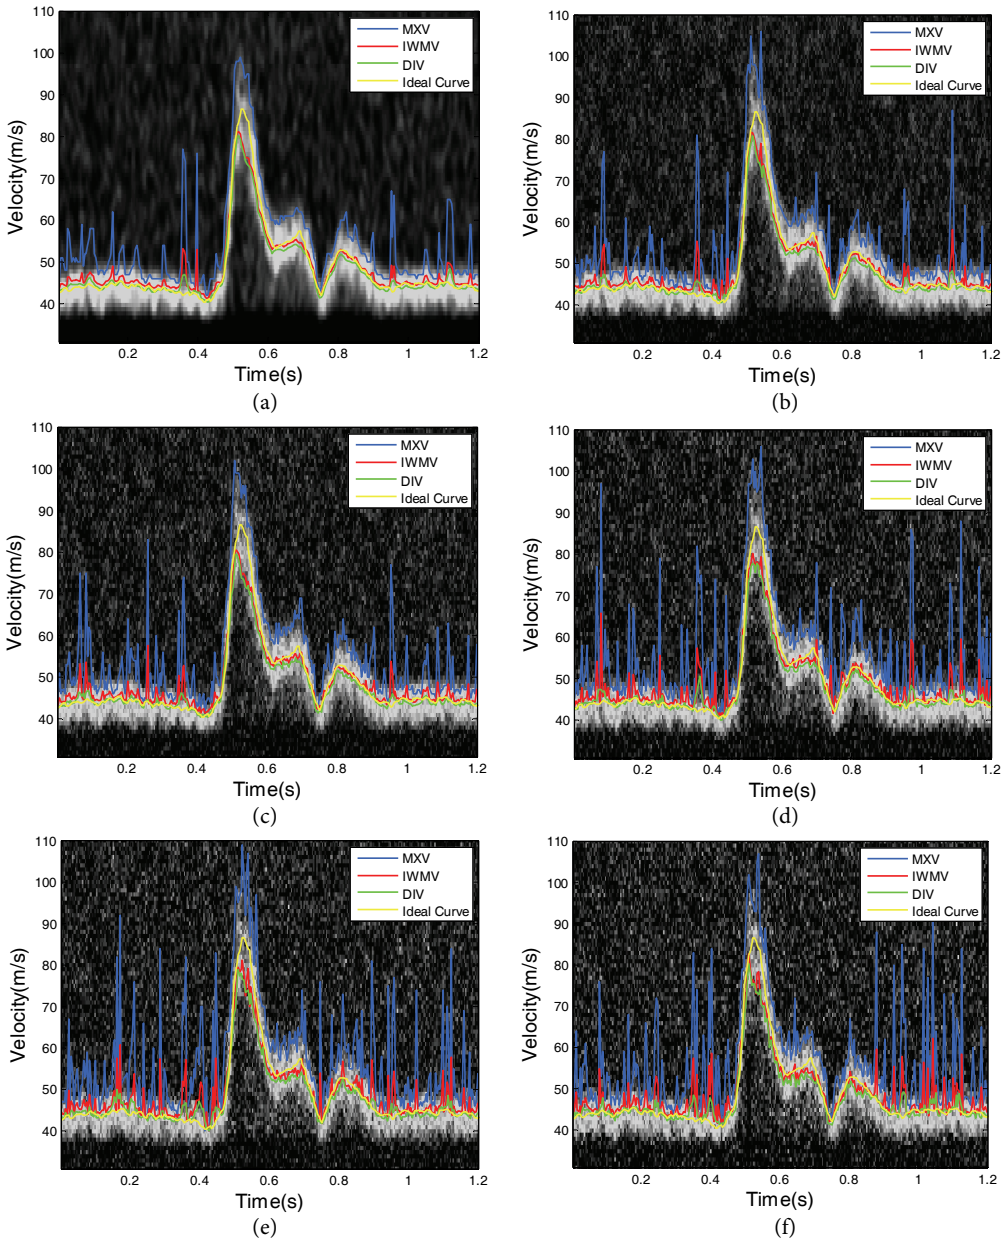 110
100
90
80
70
60
50
40
Velocity(m/s)
MXV
IWMV
DIV
Ideal Curve
0.2 0.4 0.6 0.8 1 1.2
Time(s)
(a)
110
100
90
80
70
60
50
40
Velocity(m/s)
MXV
IWMV
DIV
Ideal Curve
0.2 0.4 0.6 0.8 1 1.2
Time(s)
(b)
110
100
90
80
70
60
50
40
Velocity(m/s)
MXV
IWMV
DIV
Ideal Curve
0.2 0.4 0.6 0.8 1 1.2
Time(s)
(c)
110
100
90
80
70
60
50
40
Velocity(m/s)
MXV
IWMV
DIV
Ideal Curve
0.2 0.4 0.6 0.8 1 1.2
Time(s)
(d)
110
100
90
80
70
60
50
40
Velocity(m/s)
MXV
IWMV
DIV
Ideal Curve
0.2 0.4 0.6 0.8 1 1.2
Time(s)
(e)
110
100
90
80
70
60
50
40
Velocity(m/s)
MXV
IWMV
DIV
Ideal Curve
0.2 0.4 0.6 0.8 1 1.2
Time(s)
(f)